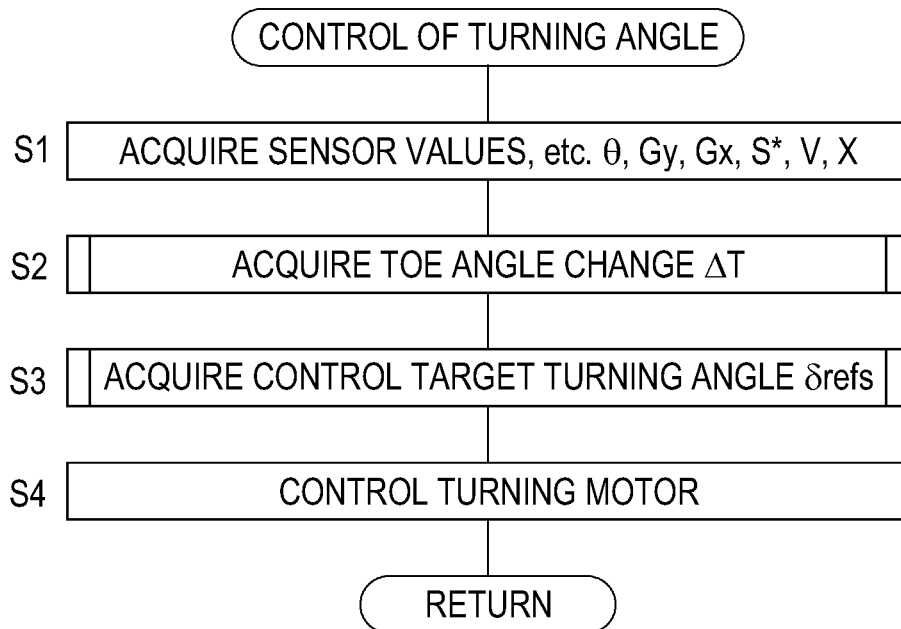 CONTROL OF TURNING ANGLE
S1 ACQUIRE SENSOR VALUES, etc. θ, Gy, Gx, S*, V, X
S2 ACQUIRE TOE ANGLE CHANGE ΔT
S3 ACQUIRE CONTROL TARGET TURNING ANGLE δrefs
S4 CONTROL TURNING MOTOR
RETURN